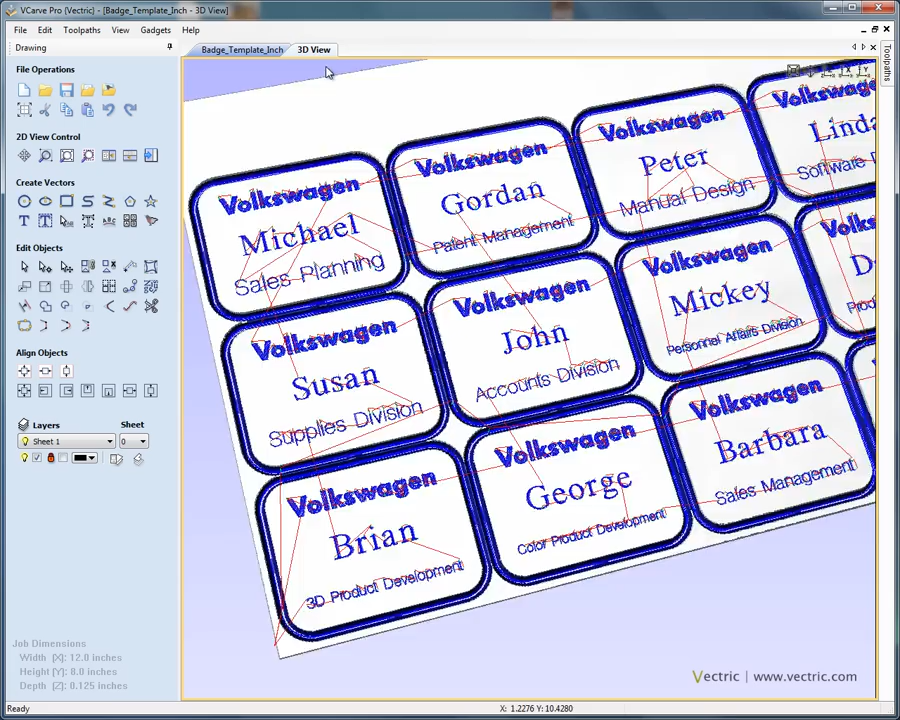 VCarve Pro (Vectric) - [Badge_Template_Inch - 3D View]
File Edit Toolpaths View Gadgets Help
Drawing
Badge_Template_Inch 3D View
Toolpaths
File Operations
2D View Control
Create Vectors
Edit Objects
Align Objects
Layers Sheet
Sheet 1 0
Job Dimensions
Width [X]: 12.0 inches
Height [Y]: 8.0 inches
Depth [Z]: 0.125 inches
Volkswagen
Michael
Sales Planning
Volkswagen
Gordan
Patent Management
Volkswagen
Peter
Manual Design
Volkswagen
Linda
Software
Volkswagen
Susan
Supplies Division
Volkswagen
John
Accounts Division
Volkswagen
Mickey
Personnel Affairs Division
Volkswagen
Brian
3D Product Development
Volkswagen
George
Color Product Development
Volkswagen
Barbara
Sales Management
Vectric | www.vectric.com
Ready X: 1.2276 Y: 10.4280